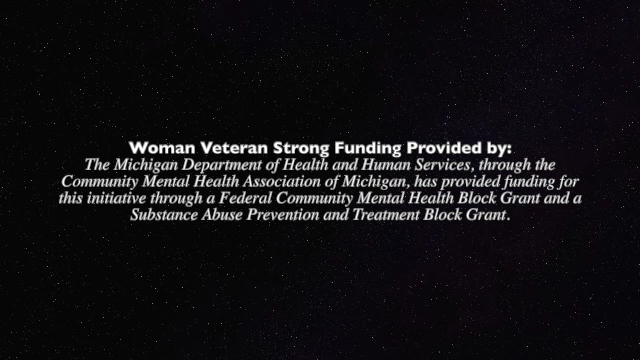 Woman Veteran Strong Funding Provided by:
The Michigan Department of Health and Human Services, through the
Community Mental Health Association of Michigan, has provided funding for
this initiative through a Federal Community Mental Health Block Grant and a
Substance Abuse Prevention and Treatment Block Grant.